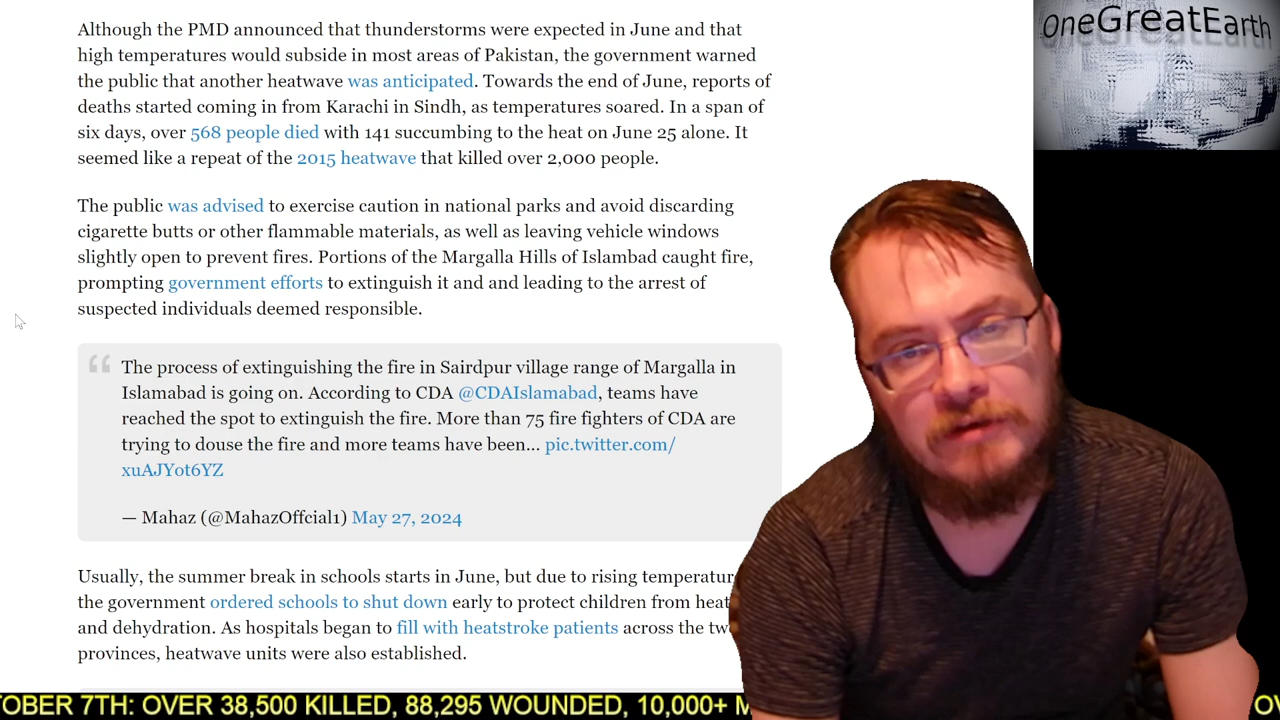 Although the PMD announced that thunderstorms were expected in June and that
high temperatures would subside in most areas of Pakistan, the government warned
the public that another heatwave was anticipated. Towards the end of June, reports of
deaths started coming in from Karachi in Sindh, as temperatures soared. In a span of
six days, over 568 people died with 141 succumbing to the heat on June 25 alone. It
seemed like a repeat of the 2015 heatwave that killed over 2,000 people.
The public was advised to exercise caution in national parks and avoid discarding
cigarette butts or other flammable materials, as well as leaving vehicle windows
slightly open to prevent fires. Portions of the Margalla Hills of Islambad caught fire,
prompting government efforts to extinguish it and and leading to the arrest of
suspected individuals deemed responsible.
The process of extinguishing the fire in Sairdpur village range of Margalla in
Islamabad is going on. According to CDA @CDAIslamabad, teams have
reached the spot to extinguish the fire. More than 75 fire fighters of CDA are
trying to douse the fire and more teams have been... pic.twitter.com/
xuAJYot6YZ
— Mahaz (@MahazOffcial1) May 27, 2024
Usually, the summer break in schools starts in June, but due to rising
the government ordered schools to shut down early to protect children from heat
and dehydration. As hospitals began to fill with heatstroke patients across the
provinces, heatwave units were also established.
OneGreatEarth
OBER 7TH: OVER 38,500 KILLED, 88,295 WOUNDED, 10,000+